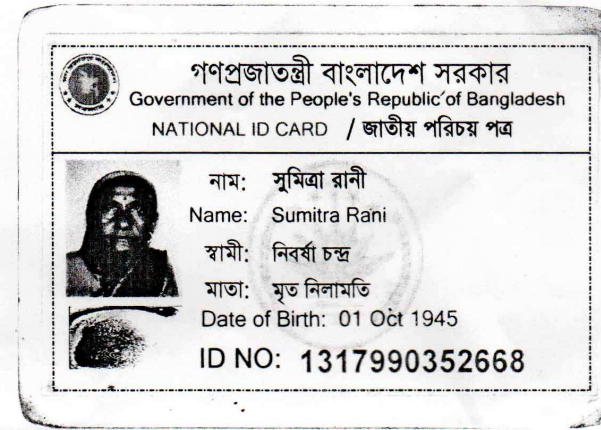 গণপ্রজাতন্ত্রী বাংলাদেশ সরকার
Government of the People's Republic of Bangladesh
NATIONAL ID CARD / জাতীয় পরিচয় পত্র
নাম: সুমিত্রা রানী
Name: Sumitra Rani
স্বামী: নিবর্ষা চন্দ্র
মাতা: মৃত নিলামতি
Date of Birth: 01 Oct 1945
ID NO: 1317990352668